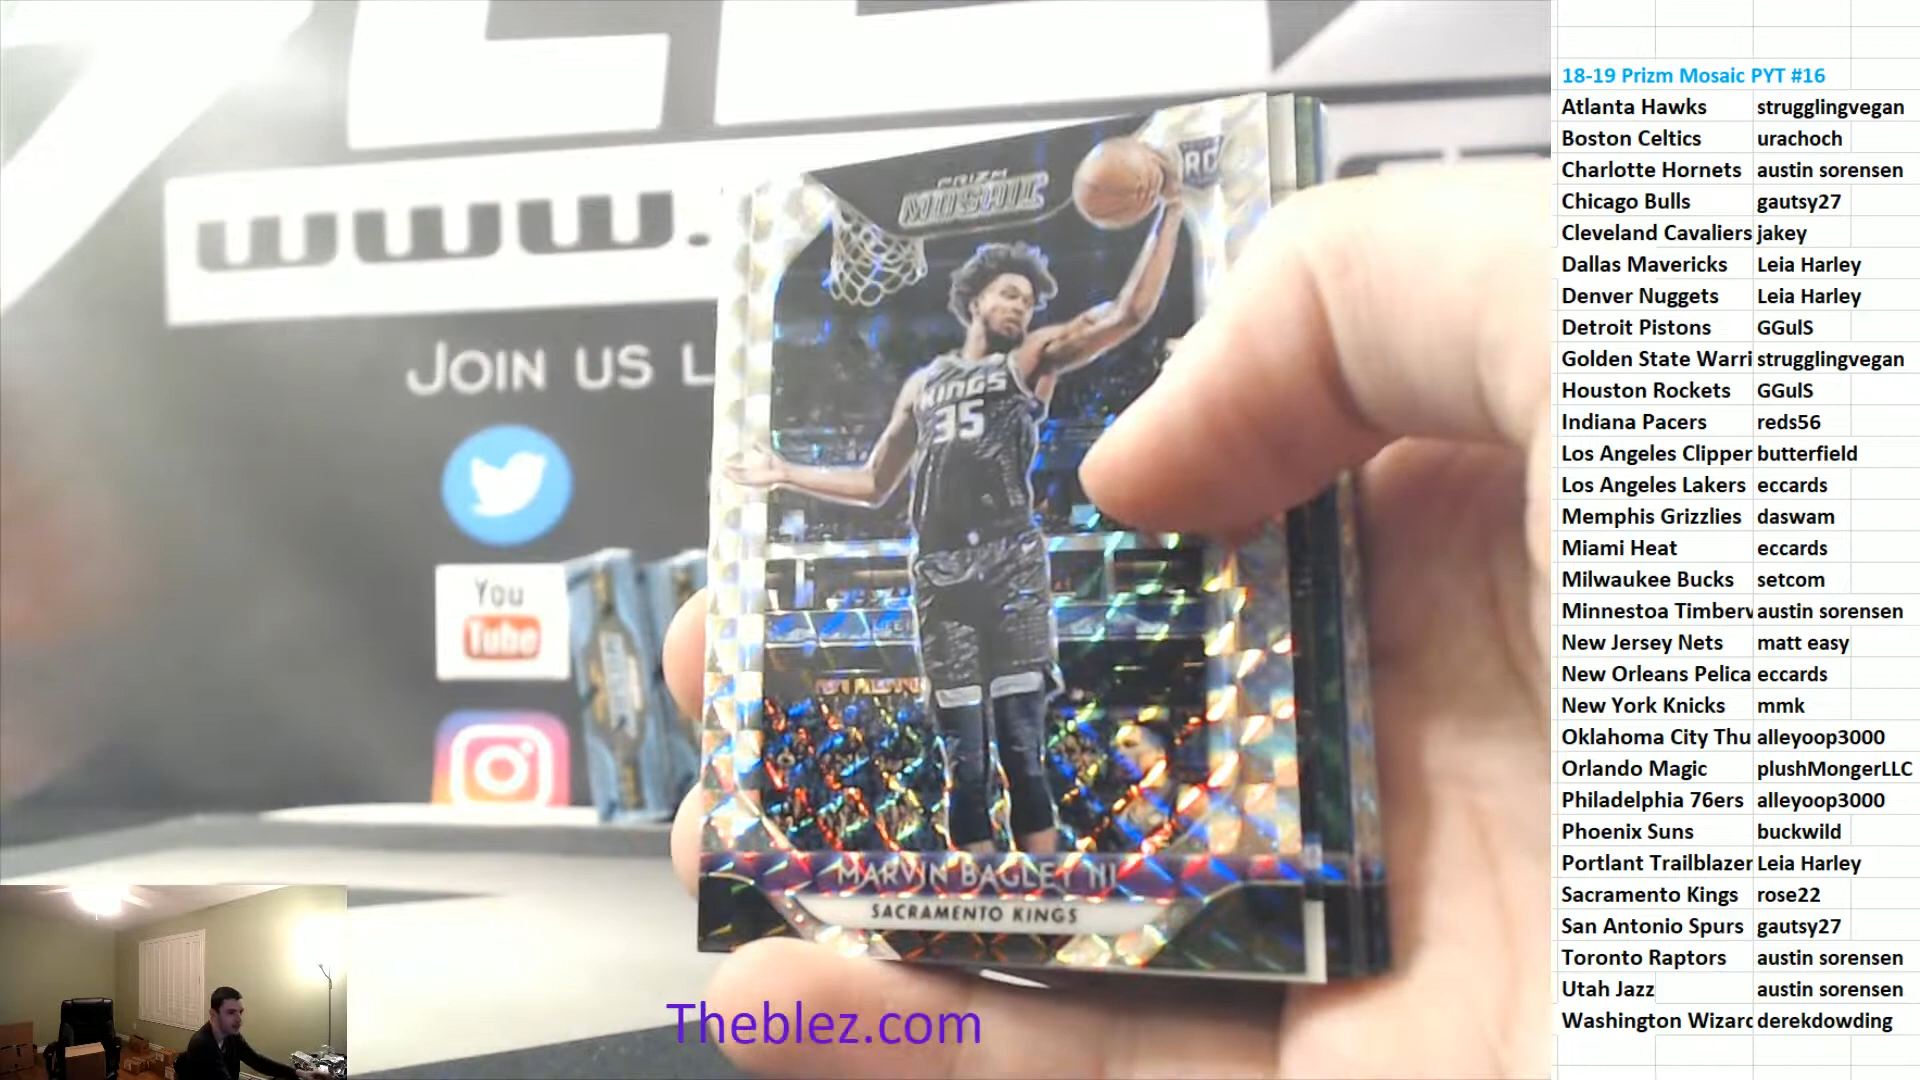 www.
JOIN US L
You
Tube
PRIZM
MOSAIC
RC
KINGS
35
MARVIN BAGLEY III
SACRAMENTO KINGS
Theblez.com
18-19 Prizm Mosaic PYT #16
Atlanta Hawks strugglingvegan
Boston Celtics urachoch
Charlotte Hornets austin sorensen
Chicago Bulls gautsy27
Cleveland Cavaliers jakey
Dallas Mavericks Leia Harley
Denver Nuggets Leia Harley
Detroit Pistons GGulS
Golden State Warri strugglingvegan
Houston Rockets GGulS
Indiana Pacers reds56
Los Angeles Clipper butterfield
Los Angeles Lakers eccards
Memphis Grizzlies daswam
Miami Heat eccards
Milwaukee Bucks setcom
Minnestoa Timberv austin sorensen
New Jersey Nets matt easy
New Orleans Pelica eccards
New York Knicks mmk
Oklahoma City Thu alleyoop3000
Orlando Magic plushMongerLLC
Philadelphia 76ers alleyoop3000
Phoenix Suns buckwild
Portlant Trailblazer Leia Harley
Sacramento Kings rose22
San Antonio Spurs gautsy27
Toronto Raptors austin sorensen
Utah Jazz austin sorensen
Washington Wizarc derekdowding